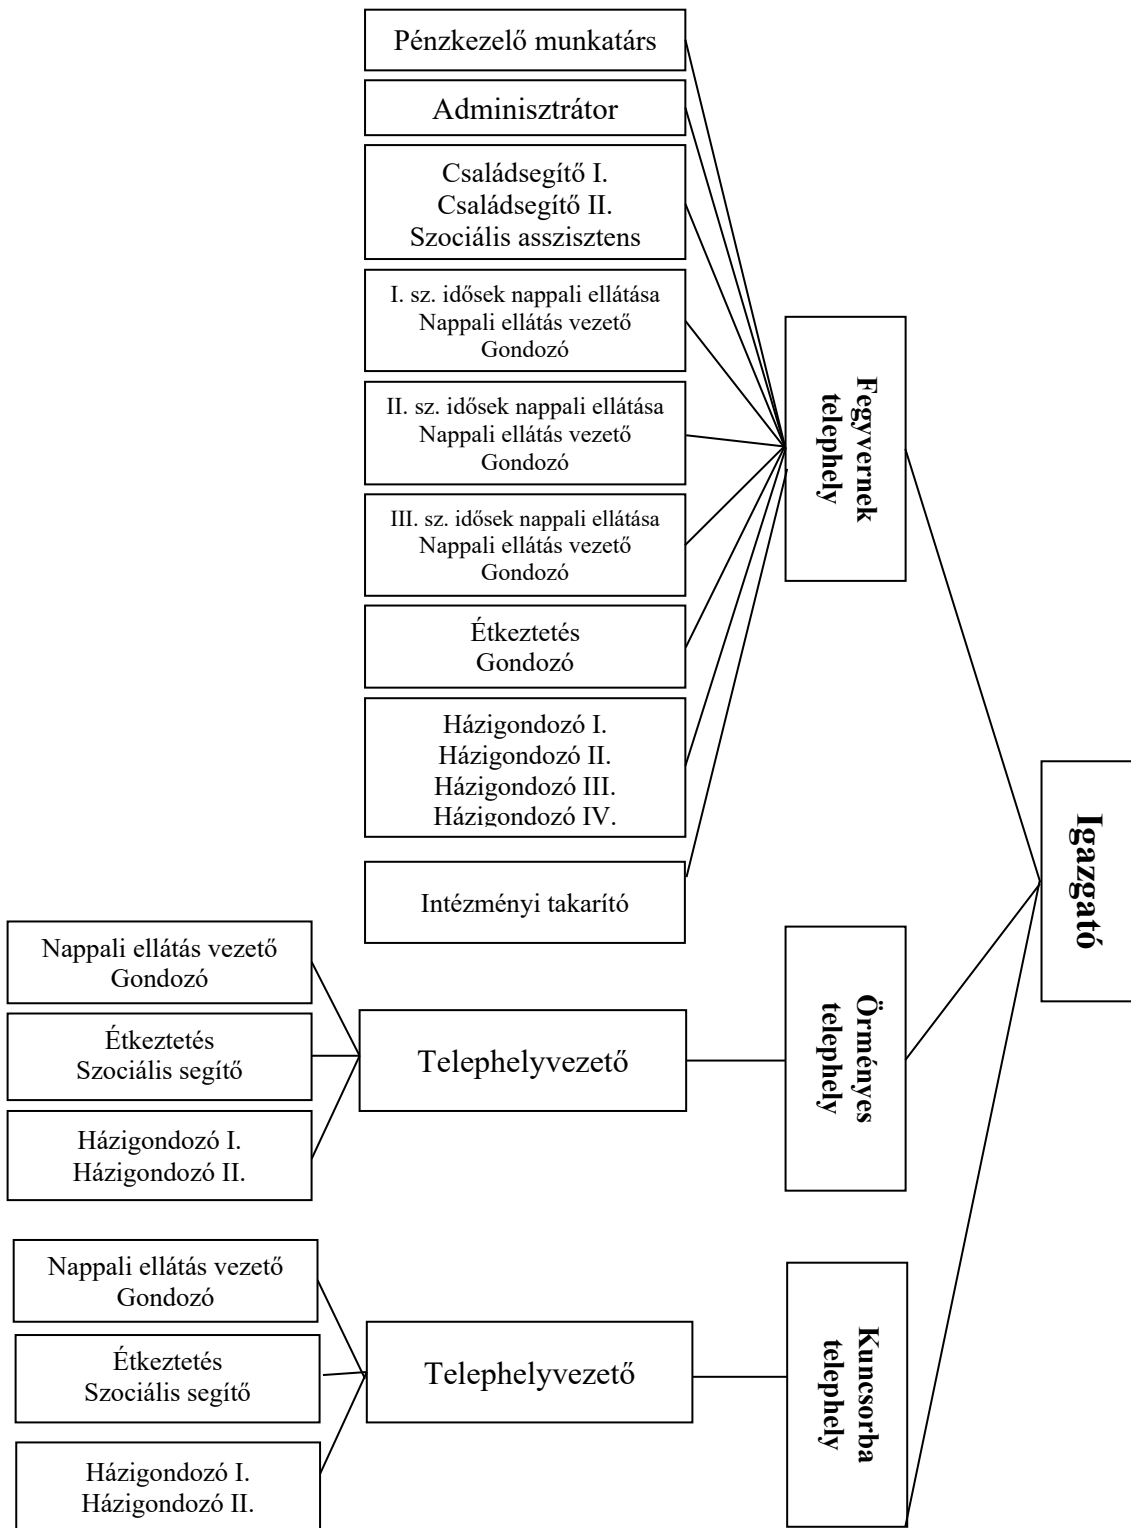 Pénzkezelő munkatárs
Adminisztrátor
Családsegítő I.
Családsegítő II.
Szociális asszisztens
I. sz. idősek nappali ellátása
Nappali ellátás vezető
Gondozó
II. sz. idősek nappali ellátása
Nappali ellátás vezető
Gondozó
III. sz. idősek nappali ellátása
Nappali ellátás vezető
Gondozó
Étkeztetés
Gondozó
Házigondozó I.
Házigondozó II.
Házigondozó III.
Házigondozó IV.
Intézményi takarító
Fegyvernek
telephely
Igazgató
Nappali ellátás vezető
Gondozó
Étkeztetés
Szociális segítő
Házigondozó I.
Házigondozó II.
Telephelyvezető
Örményes
telephely
Nappali ellátás vezető
Gondozó
Étkeztetés
Szociális segítő
Házigondozó I.
Házigondozó II.
Telephelyvezető
Kuncsorba
telephely